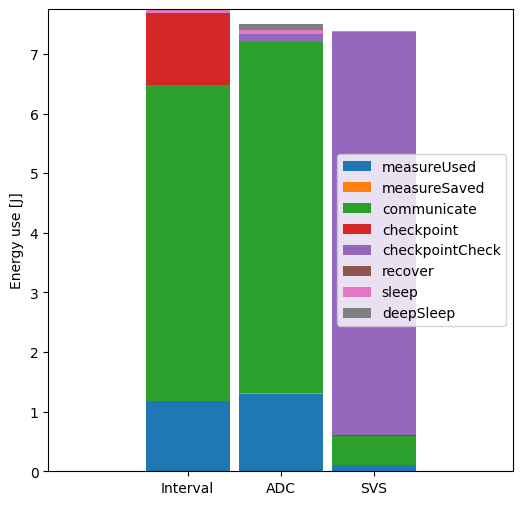 7
6
5
4
3
2
1
0
Energy use [J]
measureUsed
measureSaved
communicate
checkpoint
checkpointCheck
recover
sleep
deepSleep
Interval
ADC
SVS